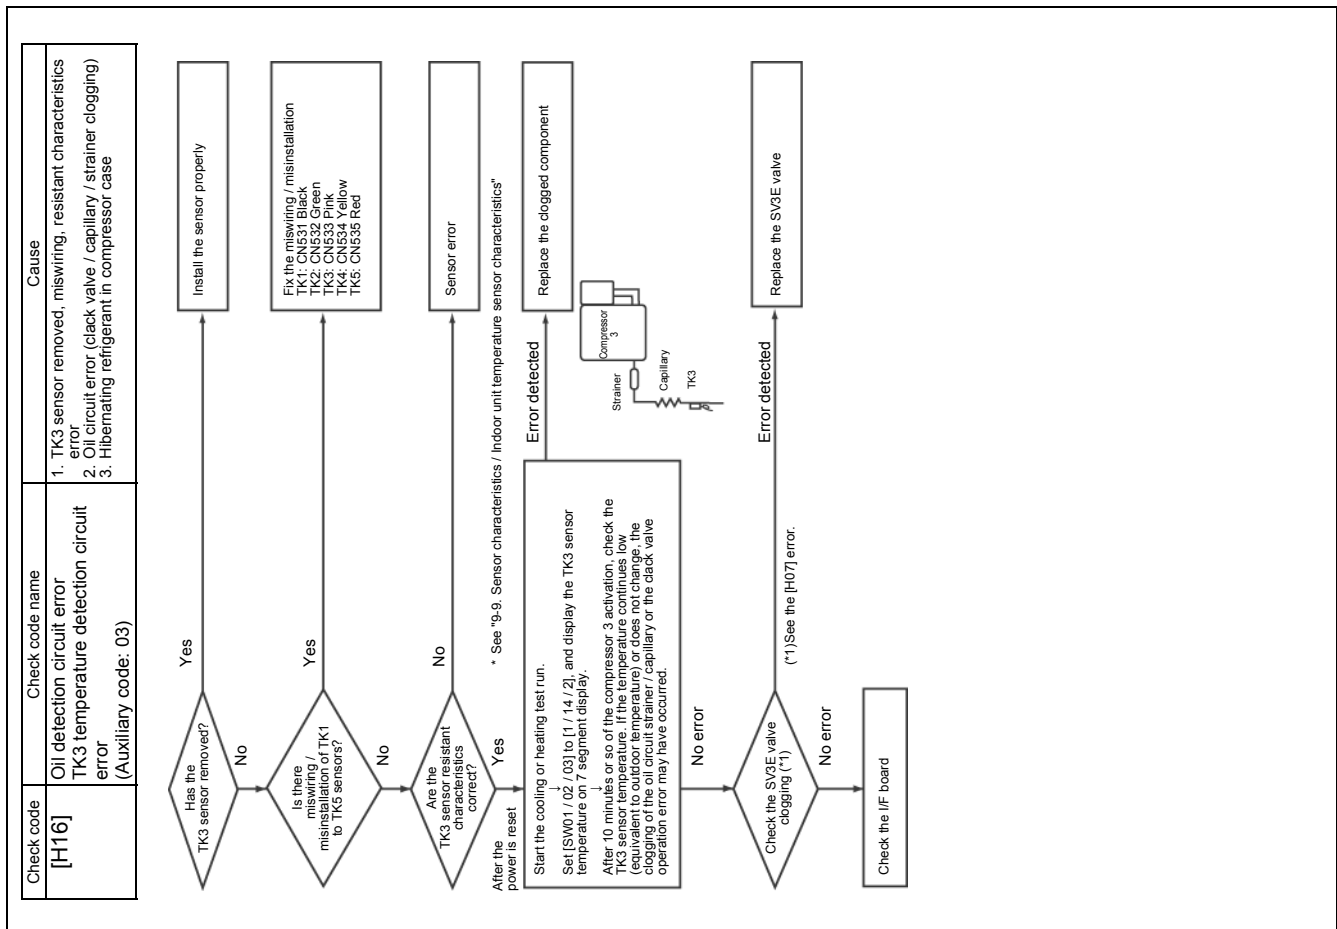 Check code
Check code name
Cause
[H16]
Oil detection circuit error
TK3 temperature detection circuit
error
(Auxiliary code: 03)
1. TK3 sensor removed, miswiring, resistant characteristics
error
2. Oil circuit error (clack valve / capillary / strainer clogging)
3. Hibernating refrigerant in compressor case
Has the
TK3 sensor removed?
Yes
Install the sensor properly
No
Is there
miswiring /
misinstallation of TK1
to TK5 sensors?
Yes
Fix the miswiring / misinstallation
TK1: CN531 Black
TK2: CN532 Green
TK3: CN533 Pink
TK4: CN534 Yellow
TK5: CN535 Red
No
Are the
TK3 sensor resistant
characteristics
correct?
No
Sensor error
* See "9-9. Sensor characteristics / Indoor unit temperature sensor characteristics"
After the
power is reset
Yes
Start the cooling or heating test run.
↓
Set [SW01 / 02 / 03] to [1 / 14 / 2], and display the TK3 sensor
temperature on 7 segment display.
↓
After 10 minutes or so of the compressor 3 activation, check the
TK3 sensor temperature. If the temperature continues low
(equivalent to outdoor temperature) or does not change, the
clogging of the oil circuit strainer / capillary or the clack valve
operation error may have occurred.
Error detected
Replace the clogged component
Compressor
3
Strainer
Capillary
TK3
No error
Check the SV3E valve
clogging (*1)
(*1)See the [H07] error.
Error detected
Replace the SV3E valve
No error
Check the I/F board